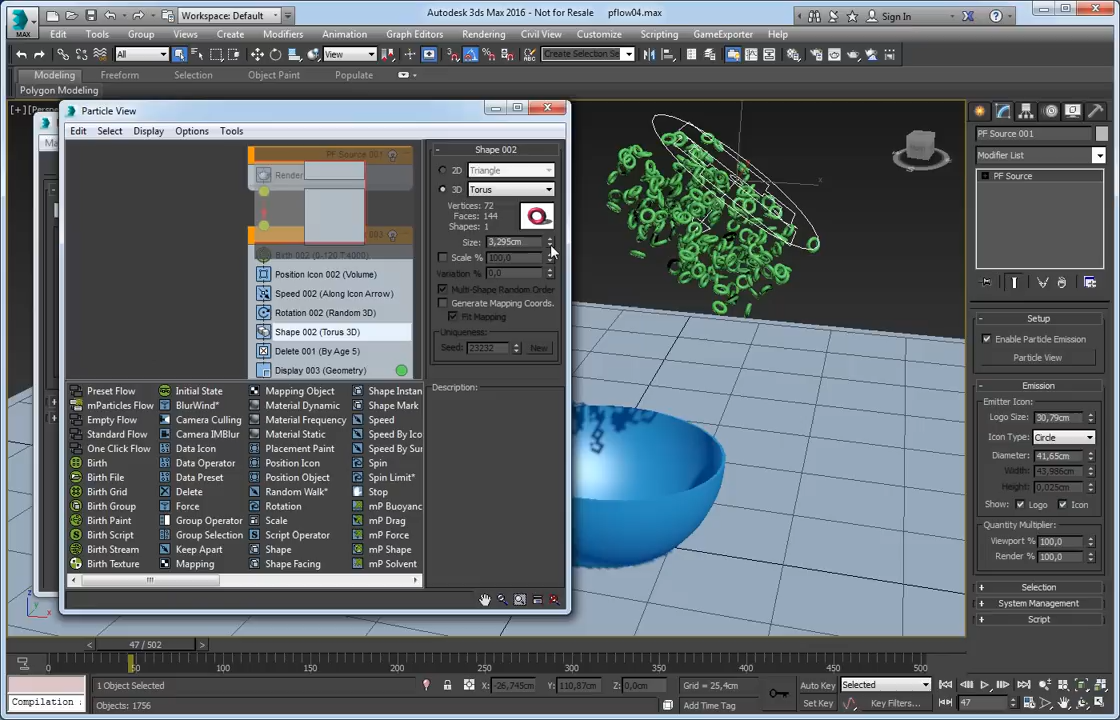 Autodesk 3ds Max 2016 - Not for Resale pflow04.max
Workspace: Default
Sign In
MAX
Edit Tools Group Views Create Modifiers Animation Graph Editors Rendering Civil View Customize Scripting GameExporter Help
All
View
Create Selection Se
Modeling Freeform Selection Object Paint Populate
Polygon Modeling
Particle View
Edit Select Display Options Tools
PF Source 001
Render
Birth 002 (0-120 T:4000)
Position Icon 002 (Volume)
Speed 002 (Along Icon Arrow)
Rotation 002 (Random 3D)
Shape 002 (Torus 3D)
Delete 001 (By Age 5)
Display 003 (Geometry)
Shape 002
2D Triangle
3D Torus
Vertices: 72
Faces: 144
Shapes: 1
Size: 3,295cm
Scale % 100,0
Variation % 0,0
Multi-Shape Random Order
Generate Mapping Coords.
Fit Mapping
Uniqueness:
Seed: 23232 New
Description:
Preset Flow Initial State Mapping Object Shape Instan
mParticles Flow BlurWind* Material Dynamic Shape Mark
Empty Flow Camera Culling Material Frequency Speed
Standard Flow Camera IMBlur Material Static Speed By Ico
One Click Flow Data Icon Placement Paint Speed By Sur
Birth Data Operator Position Icon Spin
Birth File Data Preset Position Object Spin Limit*
Birth Grid Delete Random Walk* Stop
Birth Group Force Rotation mP Buoyanc
Birth Paint Group Operator Scale mP Drag
Birth Script Group Selection Script Operator mP Force
Birth Stream Keep Apart Shape mP Shape
Birth Texture Mapping Shape Facing mP Solvent
x
PF Source 001
Modifier List
PF Source
Setup
Enable Particle Emission
Particle View
Emission
Emitter Icon:
Logo Size: 30,79cm
Icon Type: Circle
Diameter: 41,65cm
Width: 43,986cm
Height: 0,025cm
Show: Logo Icon
Quantity Multiplier:
Viewport % 100,0
Render % 100,0
Selection
System Management
Script
47 / 502
50 100 150 200 250 300 350 400 450 500
1 Object Selected
X: -26,745cm Y: 110,87cm Z: 0,0cm
Grid = 25,4cm
Auto Key Selected
Compilation
Objects: 1756
Add Time Tag
Set Key Key Filters...
47